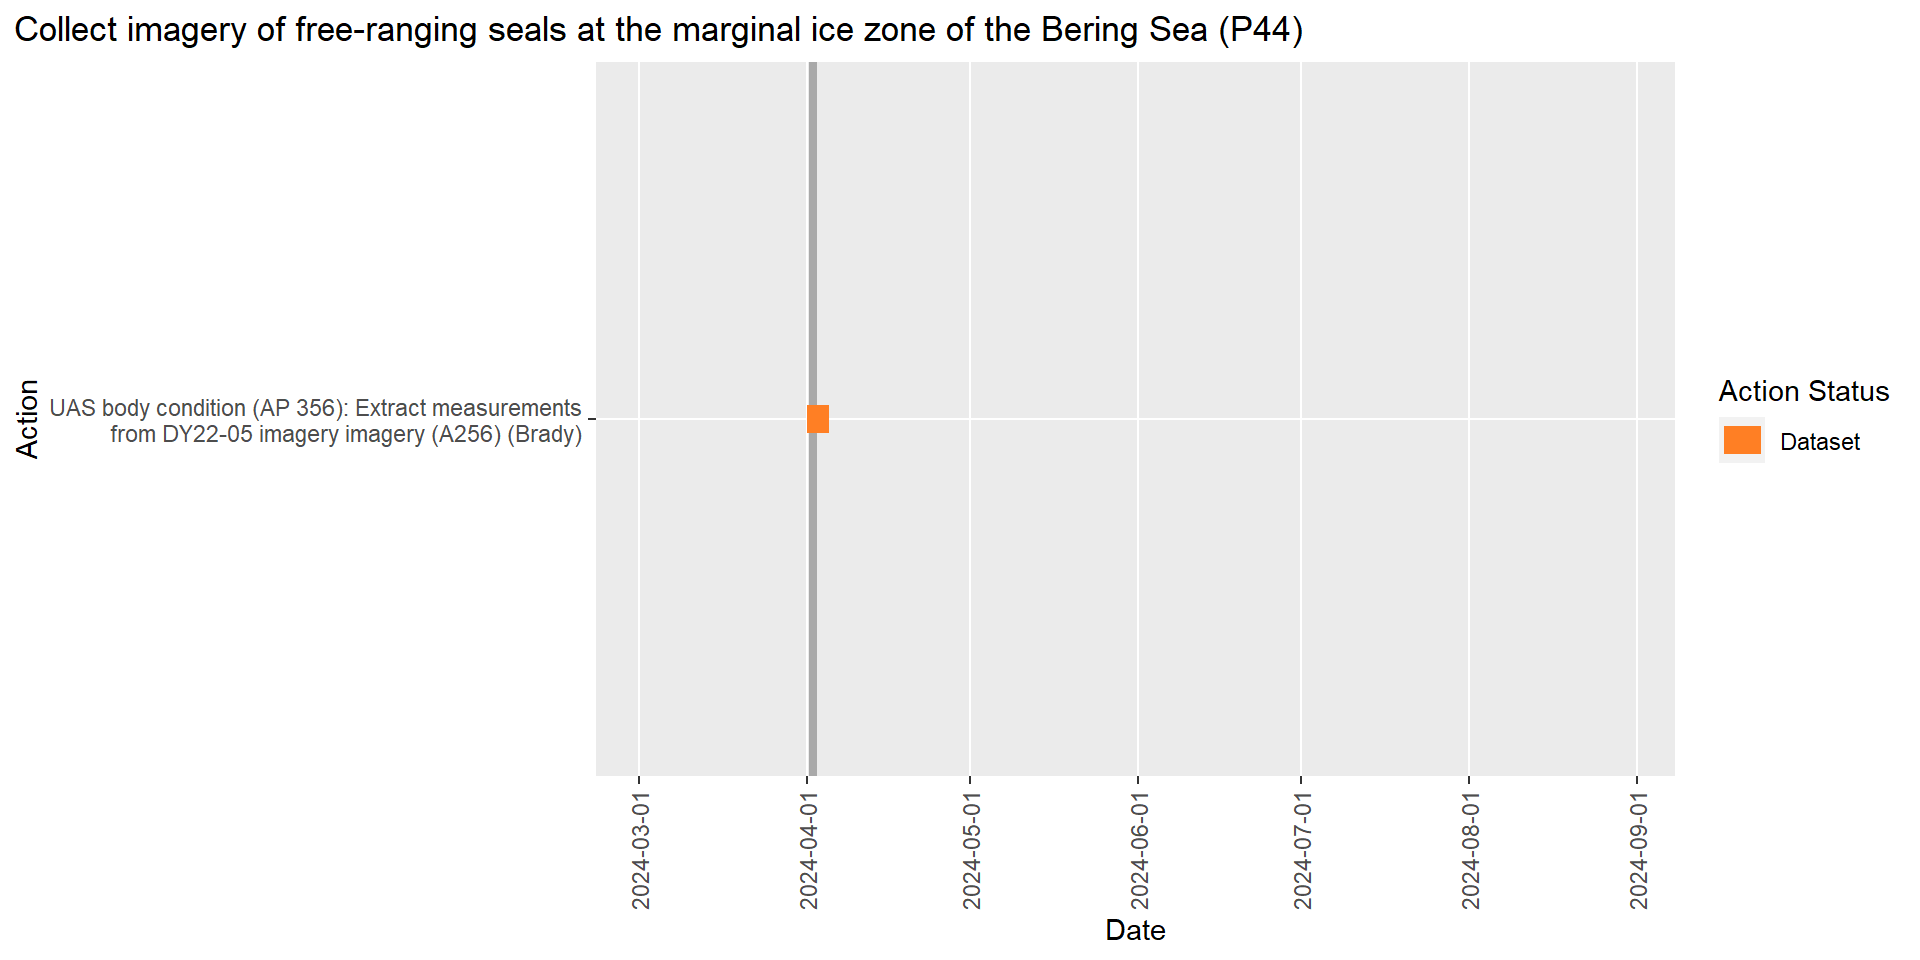 Collect imagery of free-ranging seals at the marginal ice zone of the Bering Sea (P44)
Action
UAS body condition (AP 356): Extract measurements
from DY22-05 imagery imagery (A256) (Brady)
Action Status
Dataset
2024-03-01
2024-04-01
2024-05-01
2024-06-01
2024-07-01
2024-08-01
2024-09-01
Date